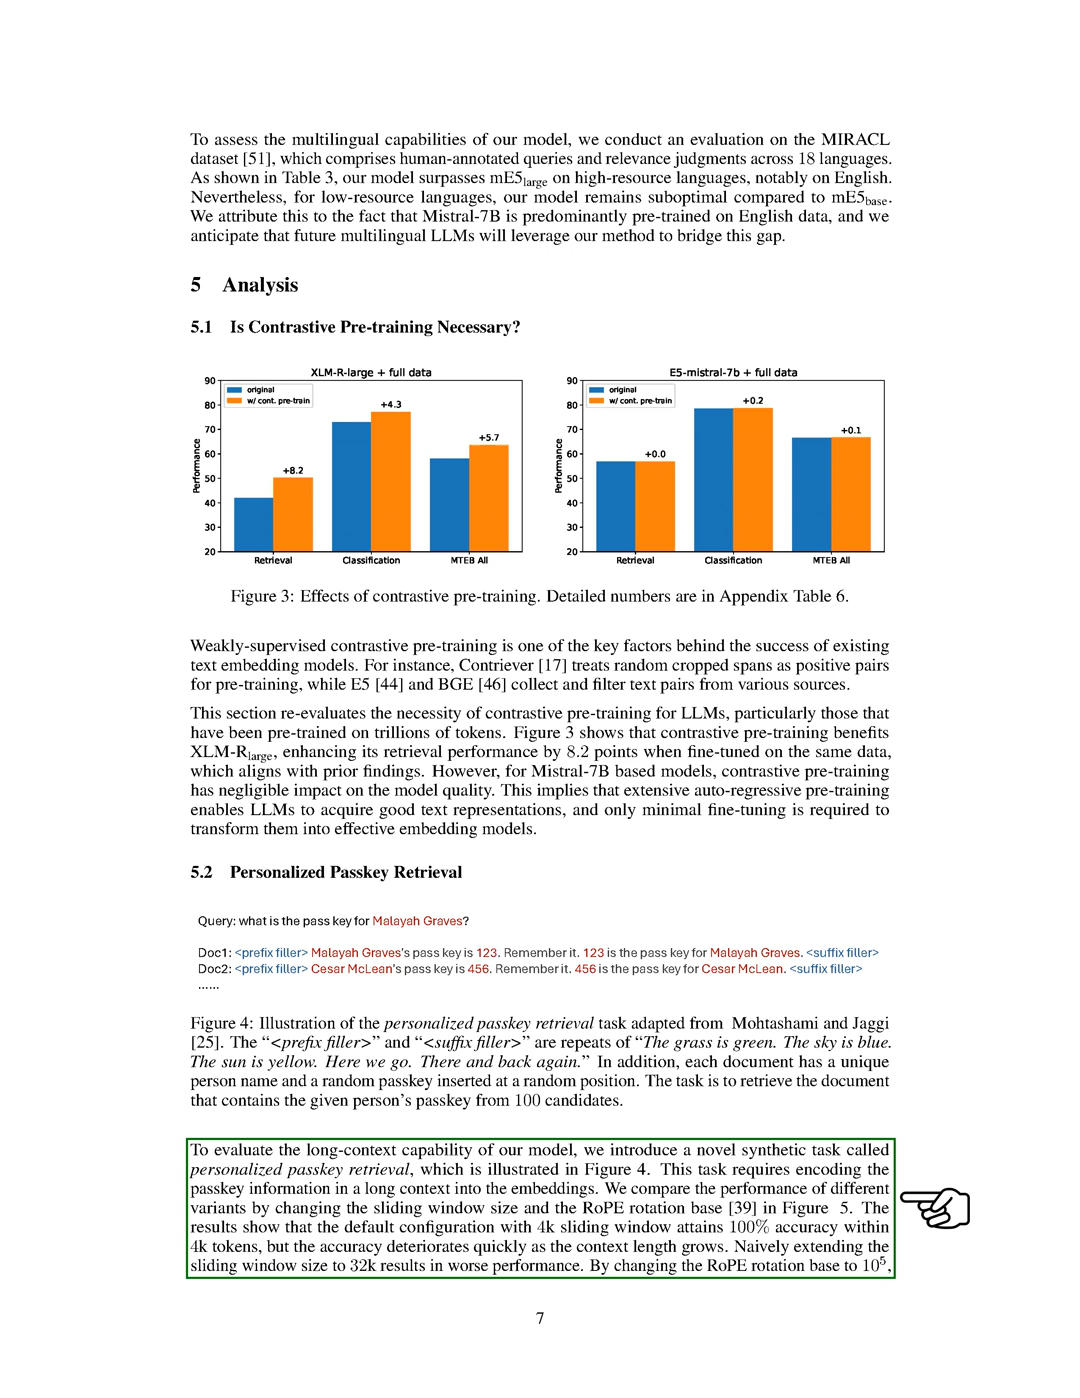 To assess the multilingual capabilities of our model, we conduct an evaluation on the MIRACL
dataset [51], which comprises human-annotated queries and relevance judgments across 18 languages.
As shown in Table 3, our model surpasses mE5large on high-resource languages, notably on English.
Nevertheless, for low-resource languages, our model remains suboptimal compared to mE5base.
We attribute this to the fact that Mistral-7B is predominantly pre-trained on English data, and we
anticipate that future multilingual LLMs will leverage our method to bridge this gap.
5 Analysis
5.1 Is Contrastive Pre-training Necessary?
XLM-R-large + full data
90
80
70
60
50
40
30
20
Performance
original
w/ cont. pre-train
+8.2
+4.3
+5.7
Retrieval
Classification
MTEB All
E5-mistral-7b + full data
90
80
70
60
50
40
30
20
Performance
original
w/ cont. pre-train
+0.0
+0.2
+0.1
Retrieval
Classification
MTEB All
Figure 3: Effects of contrastive pre-training. Detailed numbers are in Appendix Table 6.
Weakly-supervised contrastive pre-training is one of the key factors behind the success of existing
text embedding models. For instance, Contriever [17] treats random cropped spans as positive pairs
for pre-training, while E5 [44] and BGE [46] collect and filter text pairs from various sources.
This section re-evaluates the necessity of contrastive pre-training for LLMs, particularly those that
have been pre-trained on trillions of tokens. Figure 3 shows that contrastive pre-training benefits
XLM-Rlarge, enhancing its retrieval performance by 8.2 points when fine-tuned on the same data,
which aligns with prior findings. However, for Mistral-7B based models, contrastive pre-training
has negligible impact on the model quality. This implies that extensive auto-regressive pre-training
enables LLMs to acquire good text representations, and only minimal fine-tuning is required to
transform them into effective embedding models.
5.2 Personalized Passkey Retrieval
Query: what is the pass key for Malayah Graves?
Doc1: <prefix filler> Malayah Graves's pass key is 123. Remember it. 123 is the pass key for Malayah Graves. <suffix filler>
Doc2: <prefix filler> Cesar McLean's pass key is 456. Remember it. 456 is the pass key for Cesar McLean. <suffix filler>
......
Figure 4: Illustration of the personalized passkey retrieval task adapted from Mohtashami and Jaggi
[25]. The “<prefix filler>” and “<suffix filler>” are repeats of “The grass is green. The sky is blue.
The sun is yellow. Here we go. There and back again.” In addition, each document has a unique
person name and a random passkey inserted at a random position. The task is to retrieve the document
that contains the given person's passkey from 100 candidates.
To evaluate the long-context capability of our model, we introduce a novel synthetic task called
personalized passkey retrieval, which is illustrated in Figure 4. This task requires encoding the
passkey information in a long context into the embeddings. We compare the performance of different
variants by changing the sliding window size and the RoPE rotation base [39] in Figure 5. The
results show that the default configuration with 4k sliding window attains 100% accuracy within
4k tokens, but the accuracy deteriorates quickly as the context length grows. Naively extending the
sliding window size to 32k results in worse performance. By changing the RoPE rotation base to 10⁵,
7